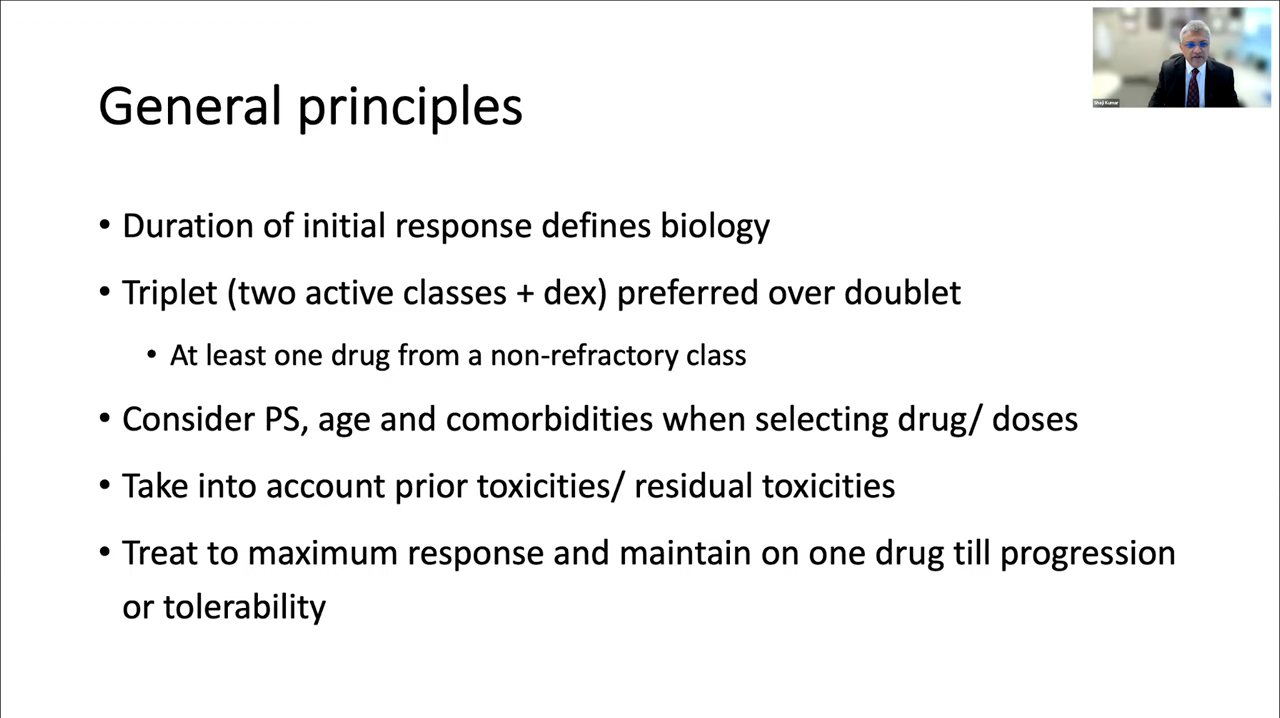 Shaji Kumar
General principles
• Duration of initial response defines biology
• Triplet (two active classes + dex) preferred over doublet
• At least one drug from a non-refractory class
• Consider PS, age and comorbidities when selecting drug/ doses
• Take into account prior toxicities/ residual toxicities
• Treat to maximum response and maintain on one drug till progression
or tolerability